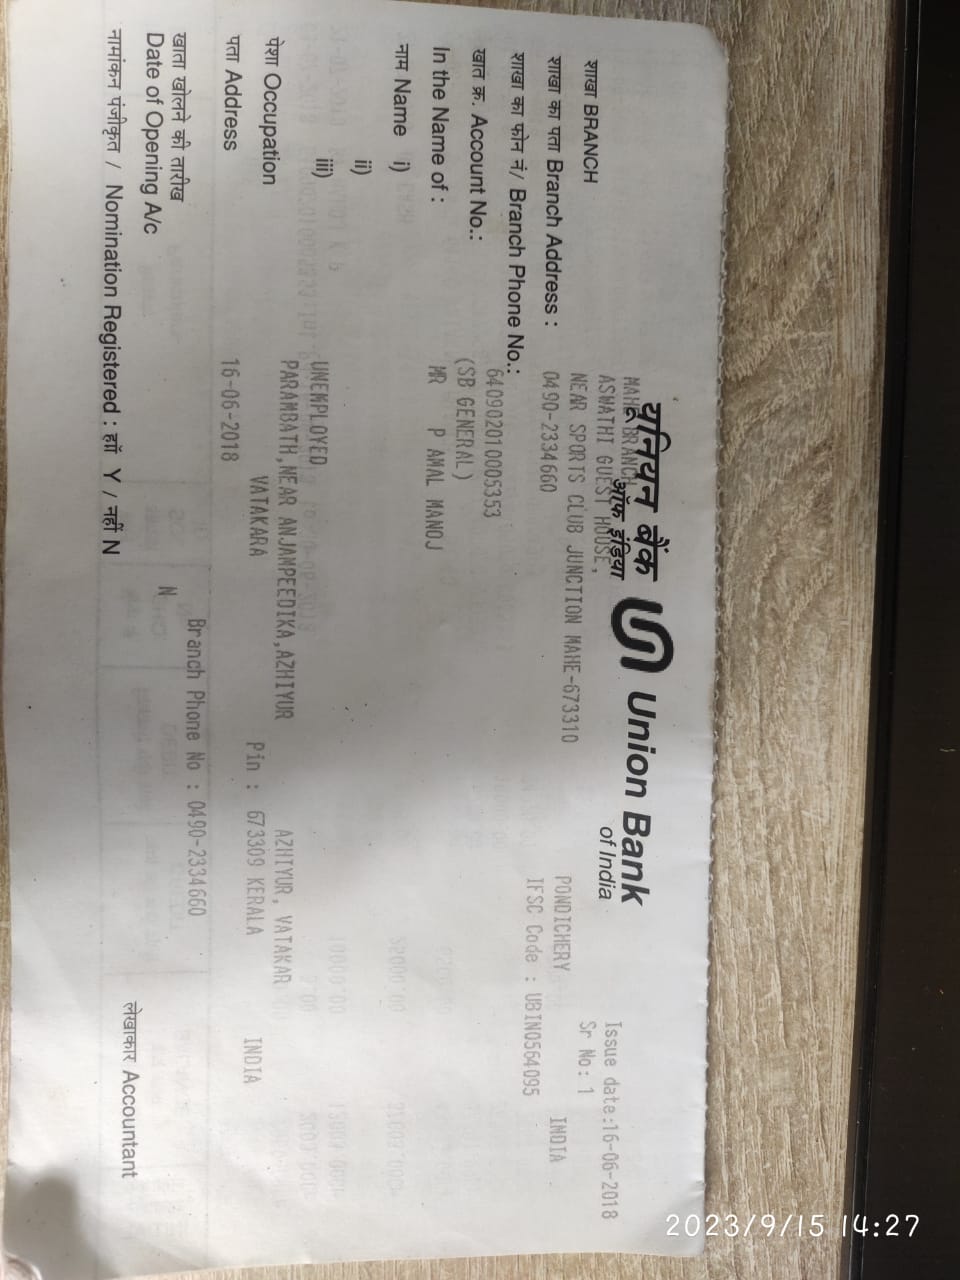 यूनियन बैंक Union Bank
ऑफ इंडिया of India
Issue date:16-06-2018
Sr No: 1
शाखा BRANCH
MAHE BRANCH
ASWATHI GUEST HOUSE,
शाखा का पता Branch Address :
NEAR SPORTS CLUB JUNCTION MAHE-673310
PONDICHERY INDIA
शाखा का फोन नं/ Branch Phone No.:
0490-2334660
IFSC Code : UBIN0564095
खात क्र. Account No.:
640902010005353
(SB GENERAL)
In the Name of :
MR P AMAL MANOJ
नाम Name i)
ii)
iii)
पेशा Occupation
UNEMPLOYED
पता Address
PARAMBATH,NEAR ANJAMPEEDIKA,AZHIYUR AZHIYUR, VATAKAR
VATAKARA Pin : 673309 KERALA INDIA
खाता खोलने की तारीख
Date of Opening A/c
16-06-2018
Branch Phone No : 0490-2334660
N
नामांकन पंजीकृत / Nomination Registered : हाँ Y / नहीं N
लेखाकार Accountant
2023/9/15 14:27